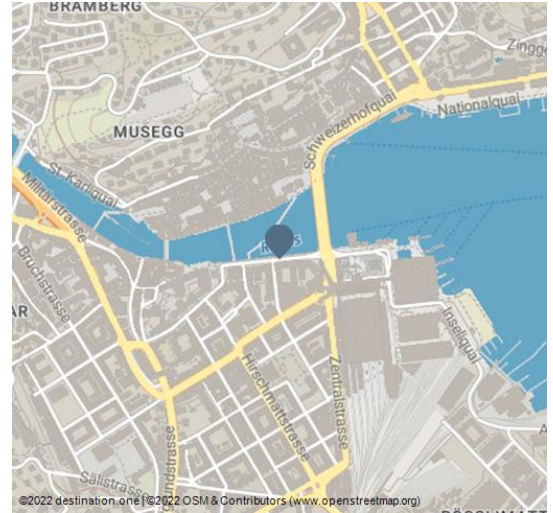 BRAMBERG
Zingg
Nationalquai
Schweizerhofquai
MUSEGG
St. Karliquai
Militärstrasse
Bruchstrasse
AR
Inseliquai
Hirschmattstrasse
Zentralstrasse
Sälistrasse
undstrasse
©2022 destination.one | ©2022 OSM & Contributors (www.openstreetmap.org)